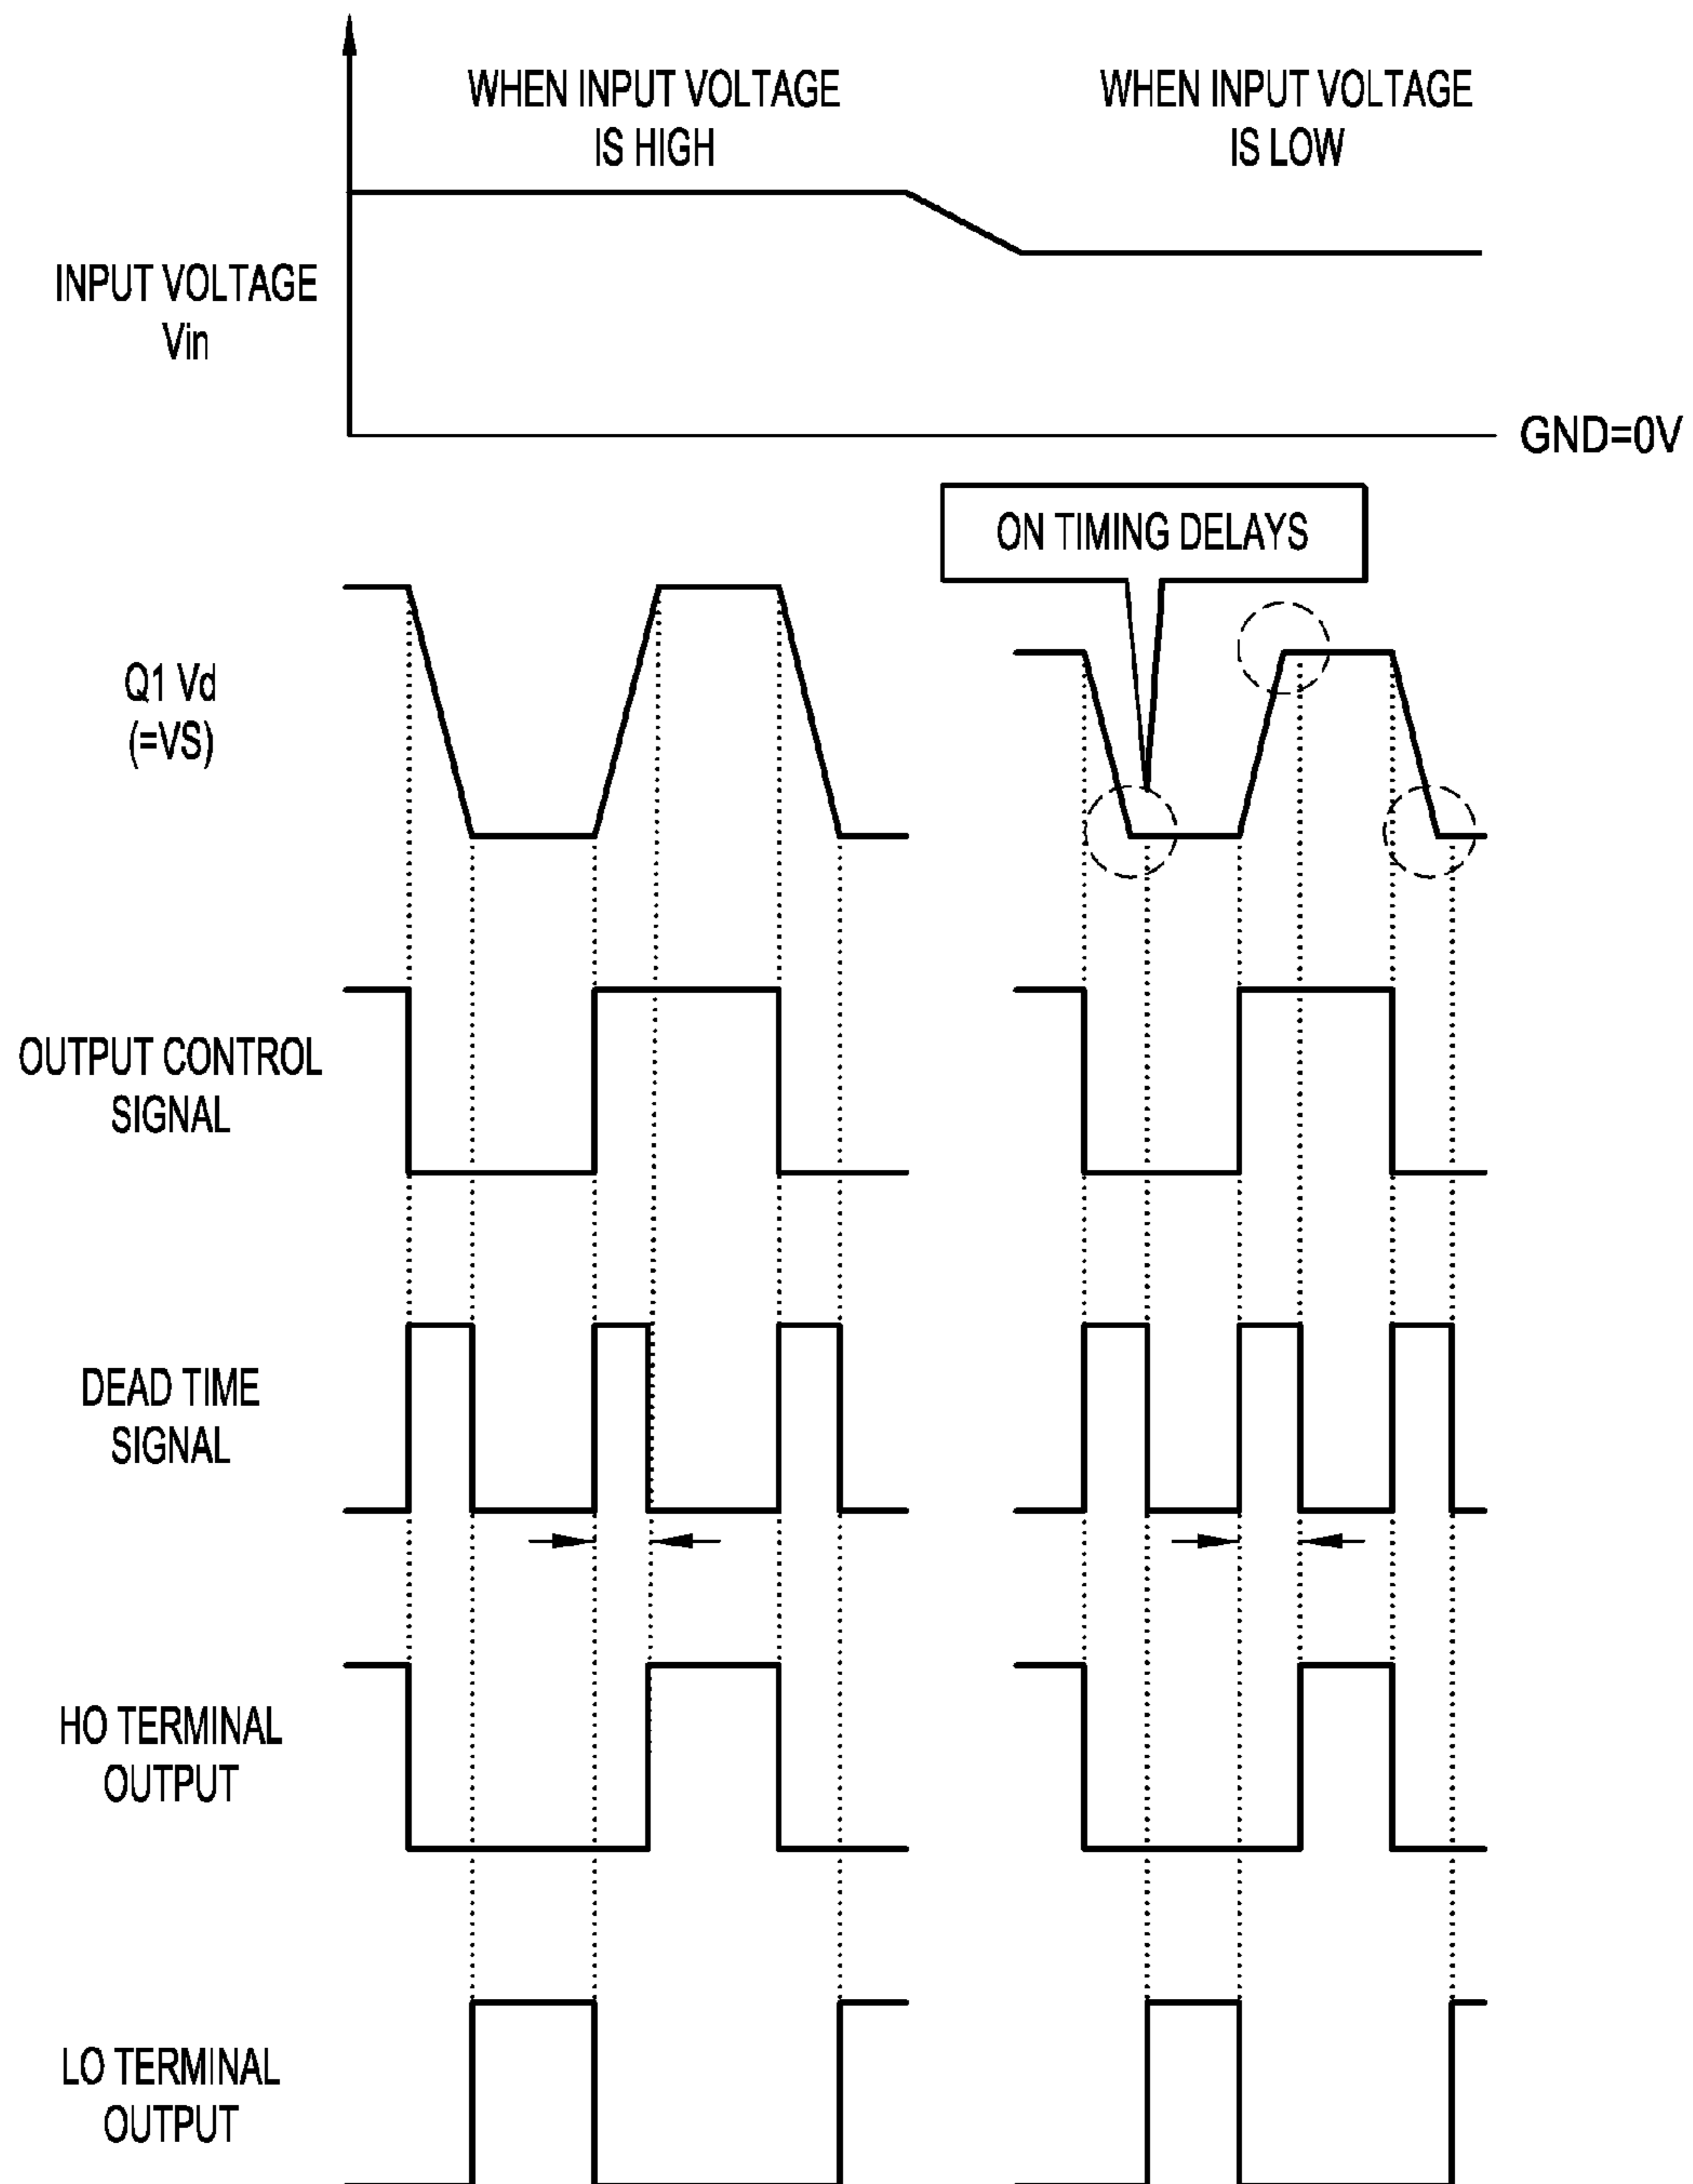 WHEN INPUT VOLTAGE
IS HIGH
WHEN INPUT VOLTAGE
IS LOW
INPUT VOLTAGE
Vin
GND=0V
ON TIMING DELAYS
Q1 Vd
(=VS)
OUTPUT CONTROL
SIGNAL
DEAD TIME
SIGNAL
HO TERMINAL
OUTPUT
LO TERMINAL
OUTPUT